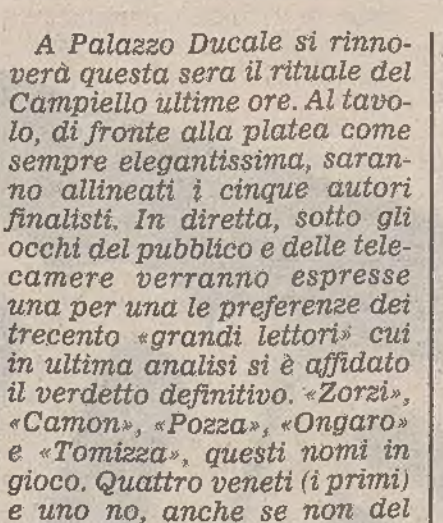 A Palazzo Ducale si rinno-
verà questa sera il rituale del
Campiello ultime ore. Al tavo-
lo, di fronte alla platea come
sempre elegantissima, saran-
no allineati i cinque autori
finalisti. In diretta, sotto gli
occhi del pubblico e delle tele-
camere verranno espresse
una per una le preferenze dei
trecento «grandi lettori» cui
in ultima analisi si è affidato
il verdetto definitivo. «Zorzi»,
«Camon», «Pozza», «Ongaro»
e «Tomizza», questi nomi in
gioco. Quattro veneti (i primi)
e uno no, anche se non del